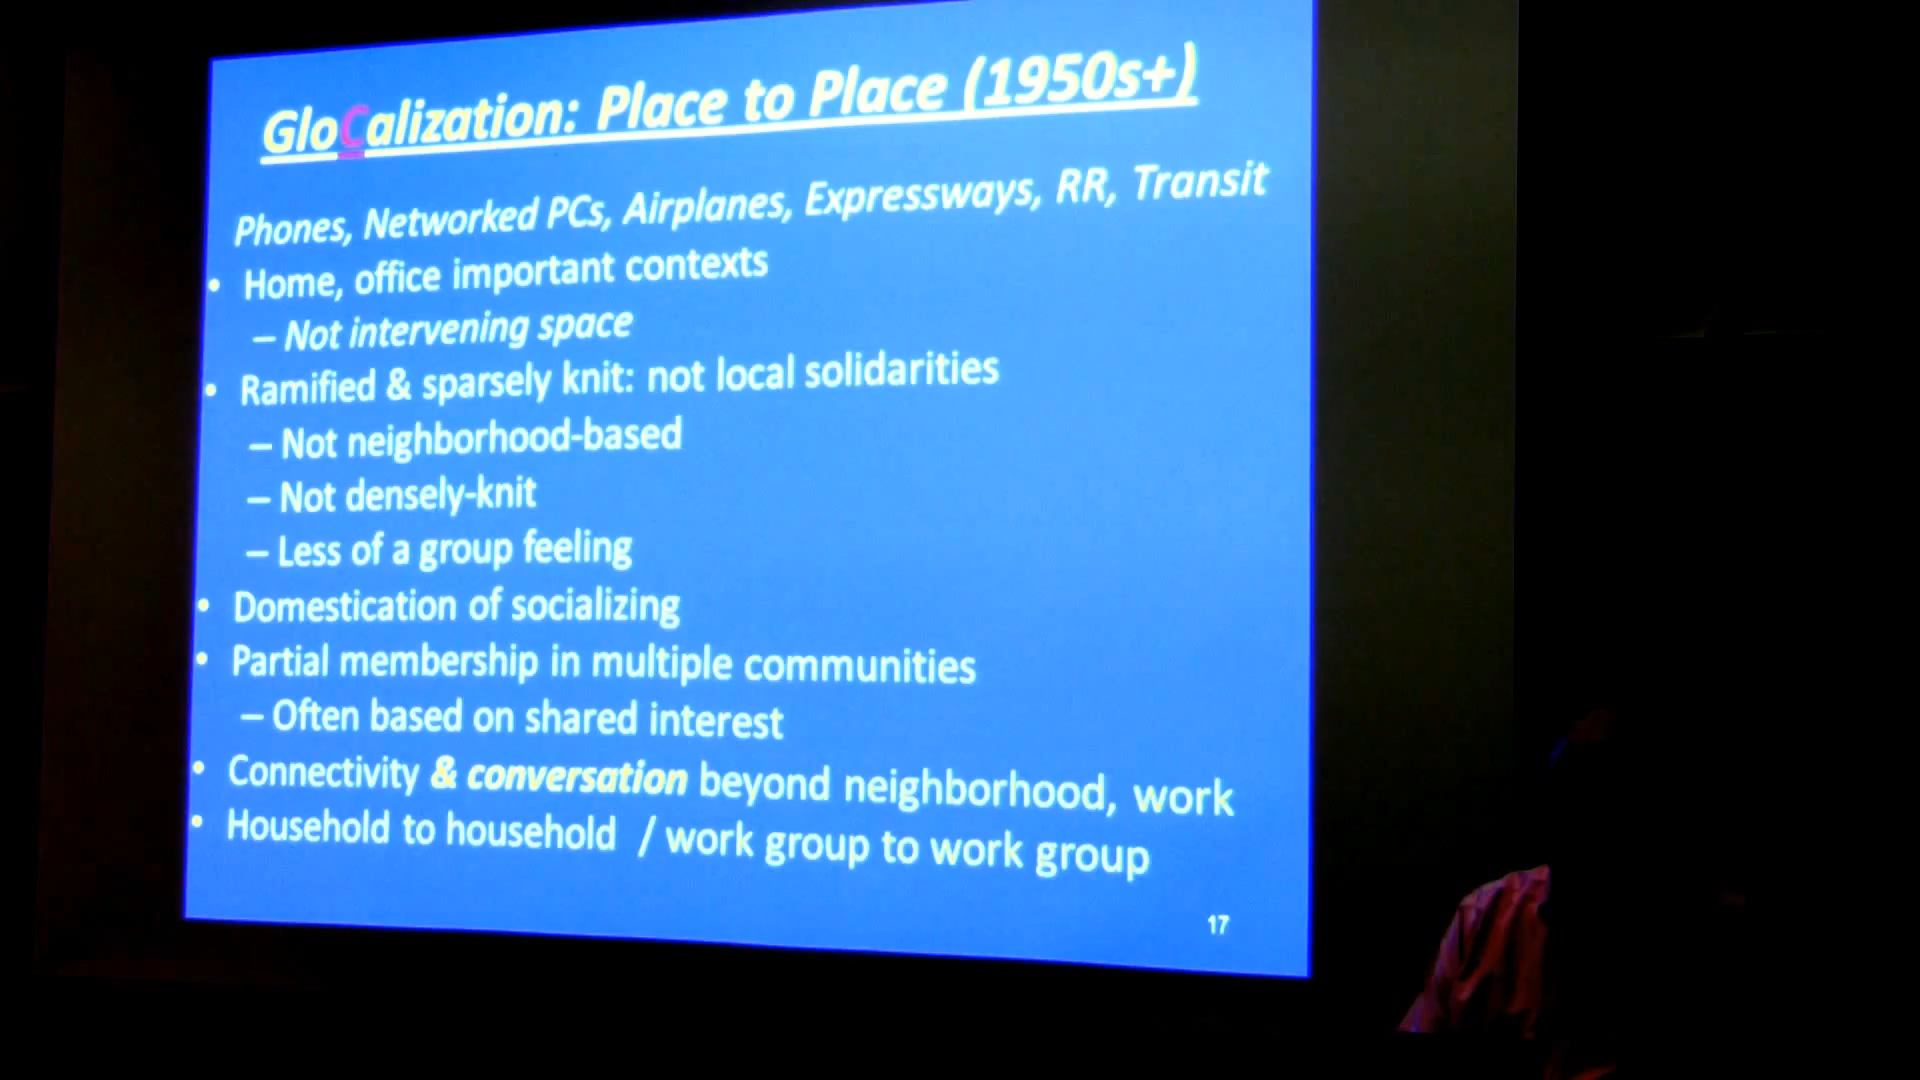 GloCalization: Place to Place (1950s+)
Phones, Networked PCs, Airplanes, Expressways, RR, Transit
• Home, office important contexts
– Not intervening space
• Ramified & sparsely knit: not local solidarities
– Not neighborhood-based
– Not densely-knit
– Less of a group feeling
• Domestication of socializing
• Partial membership in multiple communities
– Often based on shared interest
• Connectivity & conversation beyond neighborhood, work
• Household to household / work group to work group
17